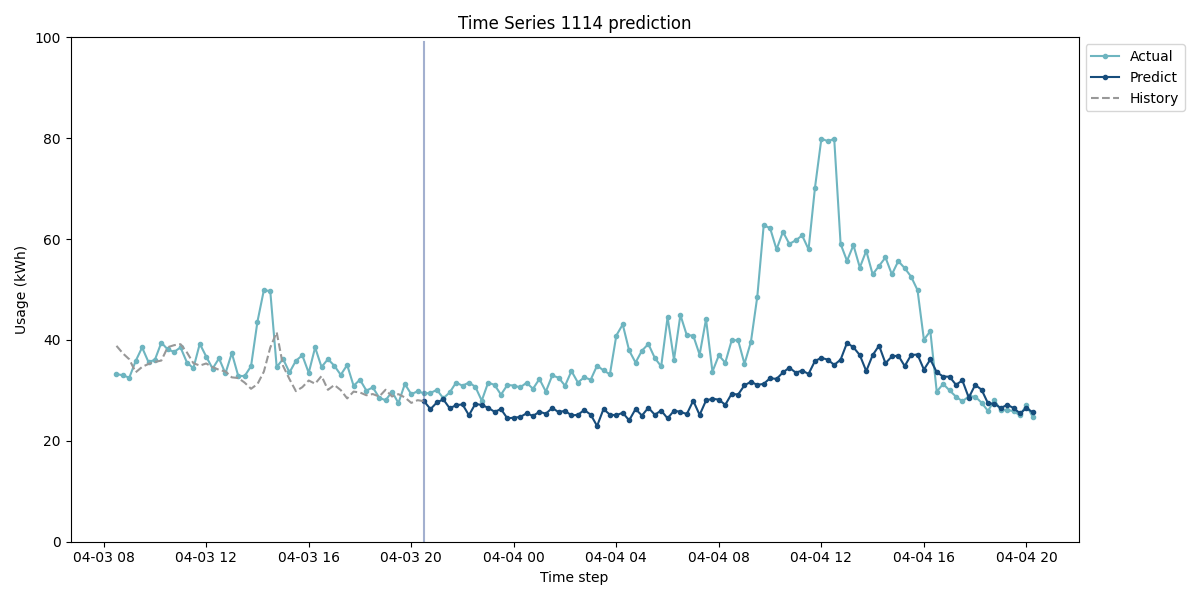 Time Series 1114 prediction
Actual
Predict
History
Usage (kWh)
100
80
60
40
20
0
04-03 08 04-03 12 04-03 16 04-03 20 04-04 00 04-04 04 04-04 08 04-04 12 04-04 16 04-04 20
Time step